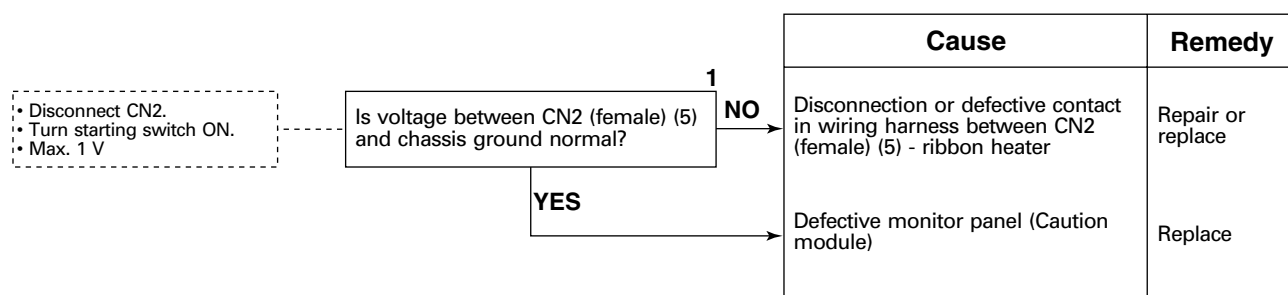 • Disconnect CN2.
• Turn starting switch ON.
• Max. 1 V
1
Is voltage between CN2 (female) (5)
and chassis ground normal?
NO
YES
Cause
Remedy
Disconnection or defective contact
in wiring harness between CN2
(female) (5) - ribbon heater
Repair or
replace
Defective monitor panel (Caution
module)
Replace